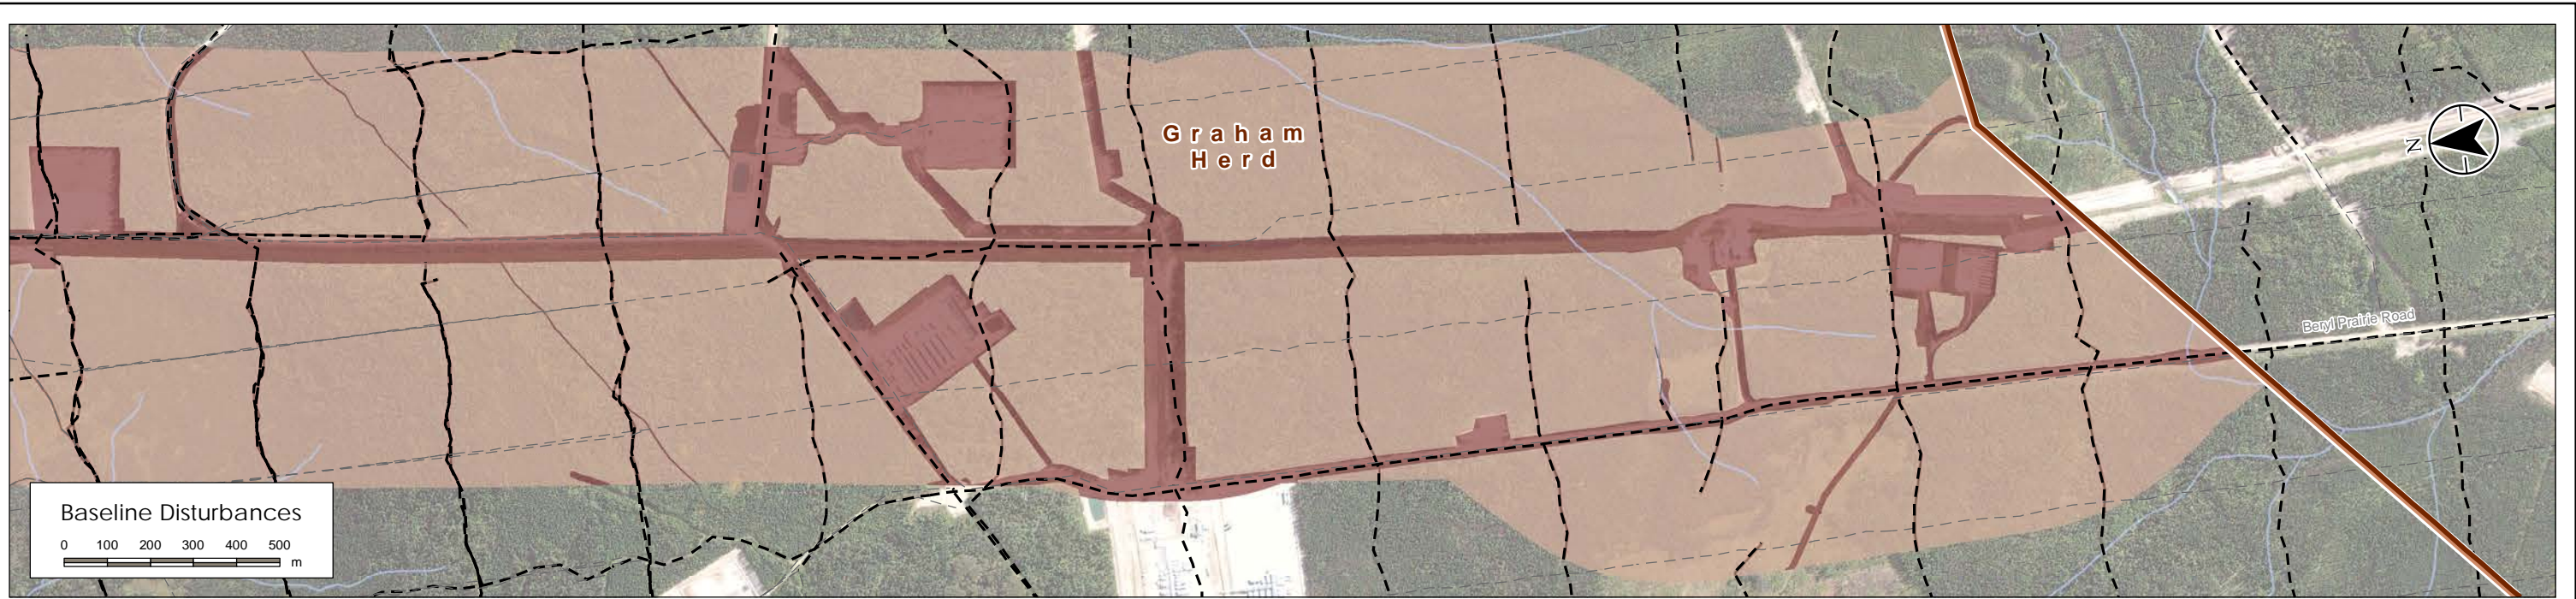 Graham
Herd
N
Beryl Prairie Road
Baseline Disturbances
0 100 200 300 400 500
m